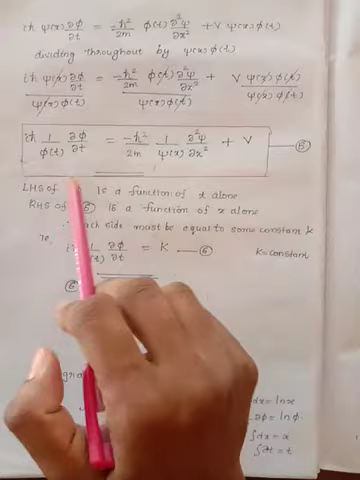 iħ ψ(x) ∂φ/∂t = -ħ²/2m φ(t) ∂²ψ/∂x² + V ψ(x) φ(t)
dividing throughout by ψ(x) φ(t)
iħ ψ(x) ∂φ/∂t / ψ(x) φ(t) = -ħ²/2m φ(t) ∂²ψ/∂x² / ψ(x) φ(t) + V ψ(x) φ(t) / ψ(x) φ(t)
iħ 1/φ(t) ∂φ/∂t = -ħ²/2m 1/ψ(x) ∂²ψ/∂x² + V — ⑤
LHS of is a function of t alone
RHS of ⑤ is a function of x alone
each side must be equal to some constant k
ie, 1/φ(t) ∂φ/∂t = K — ⑥ K=constant
dx = lnx
∂φ = lnφ.
∫dx = x
∫∂t = t